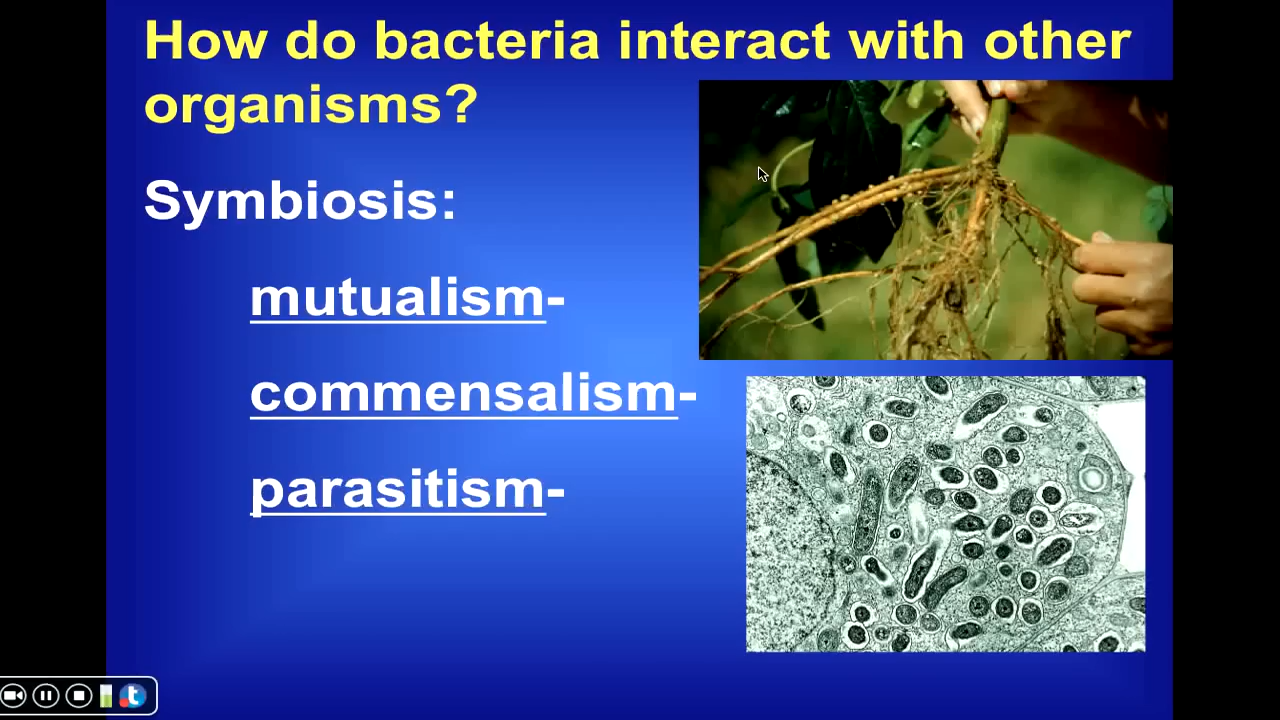 How do bacteria interact with other
organisms?
Symbiosis:
mutualism-
commensalism-
parasitism-
t